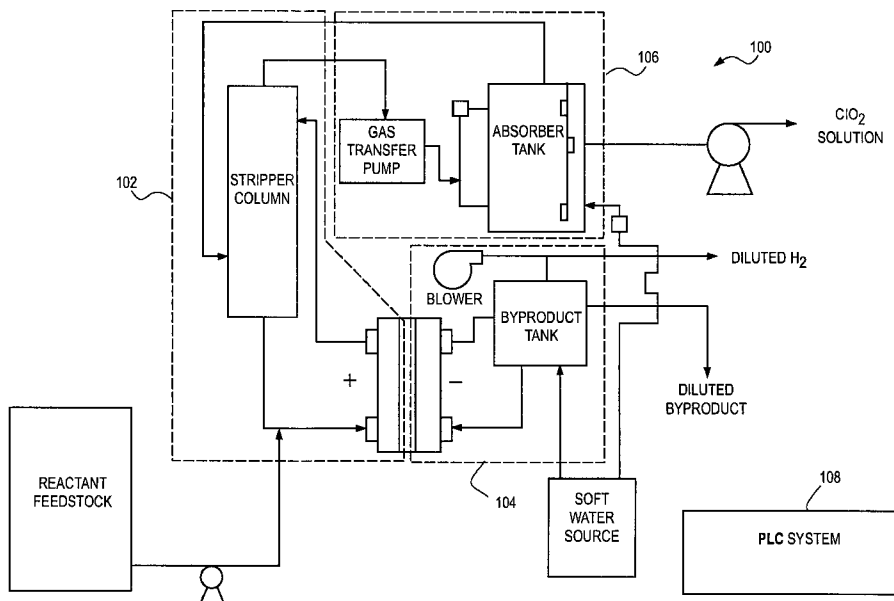 106
100
ClO2
SOLUTION
GAS
TRANSFER
PUMP
ABSORBER
TANK
STRIPPER
COLUMN
102
DILUTED H2
BLOWER
BYPRODUCT
TANK
+
−
DILUTED
BYPRODUCT
REACTANT
FEEDSTOCK
104
SOFT
WATER
SOURCE
108
PLC SYSTEM